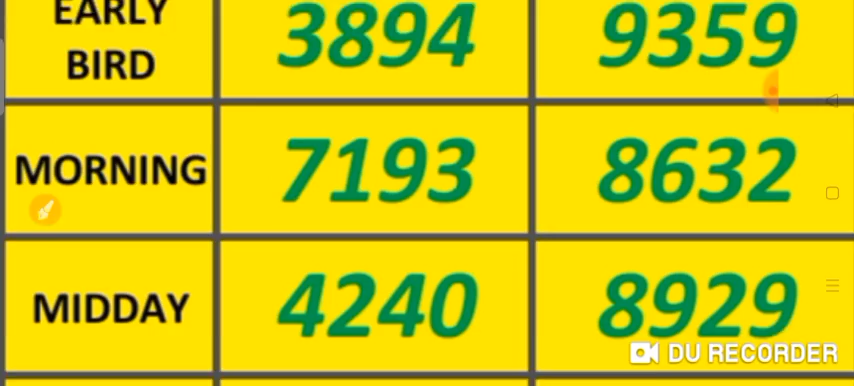 EARLY
BIRD
3894
9359
MORNING
7193
8632
MIDDAY
4240
8929
DU RECORDER